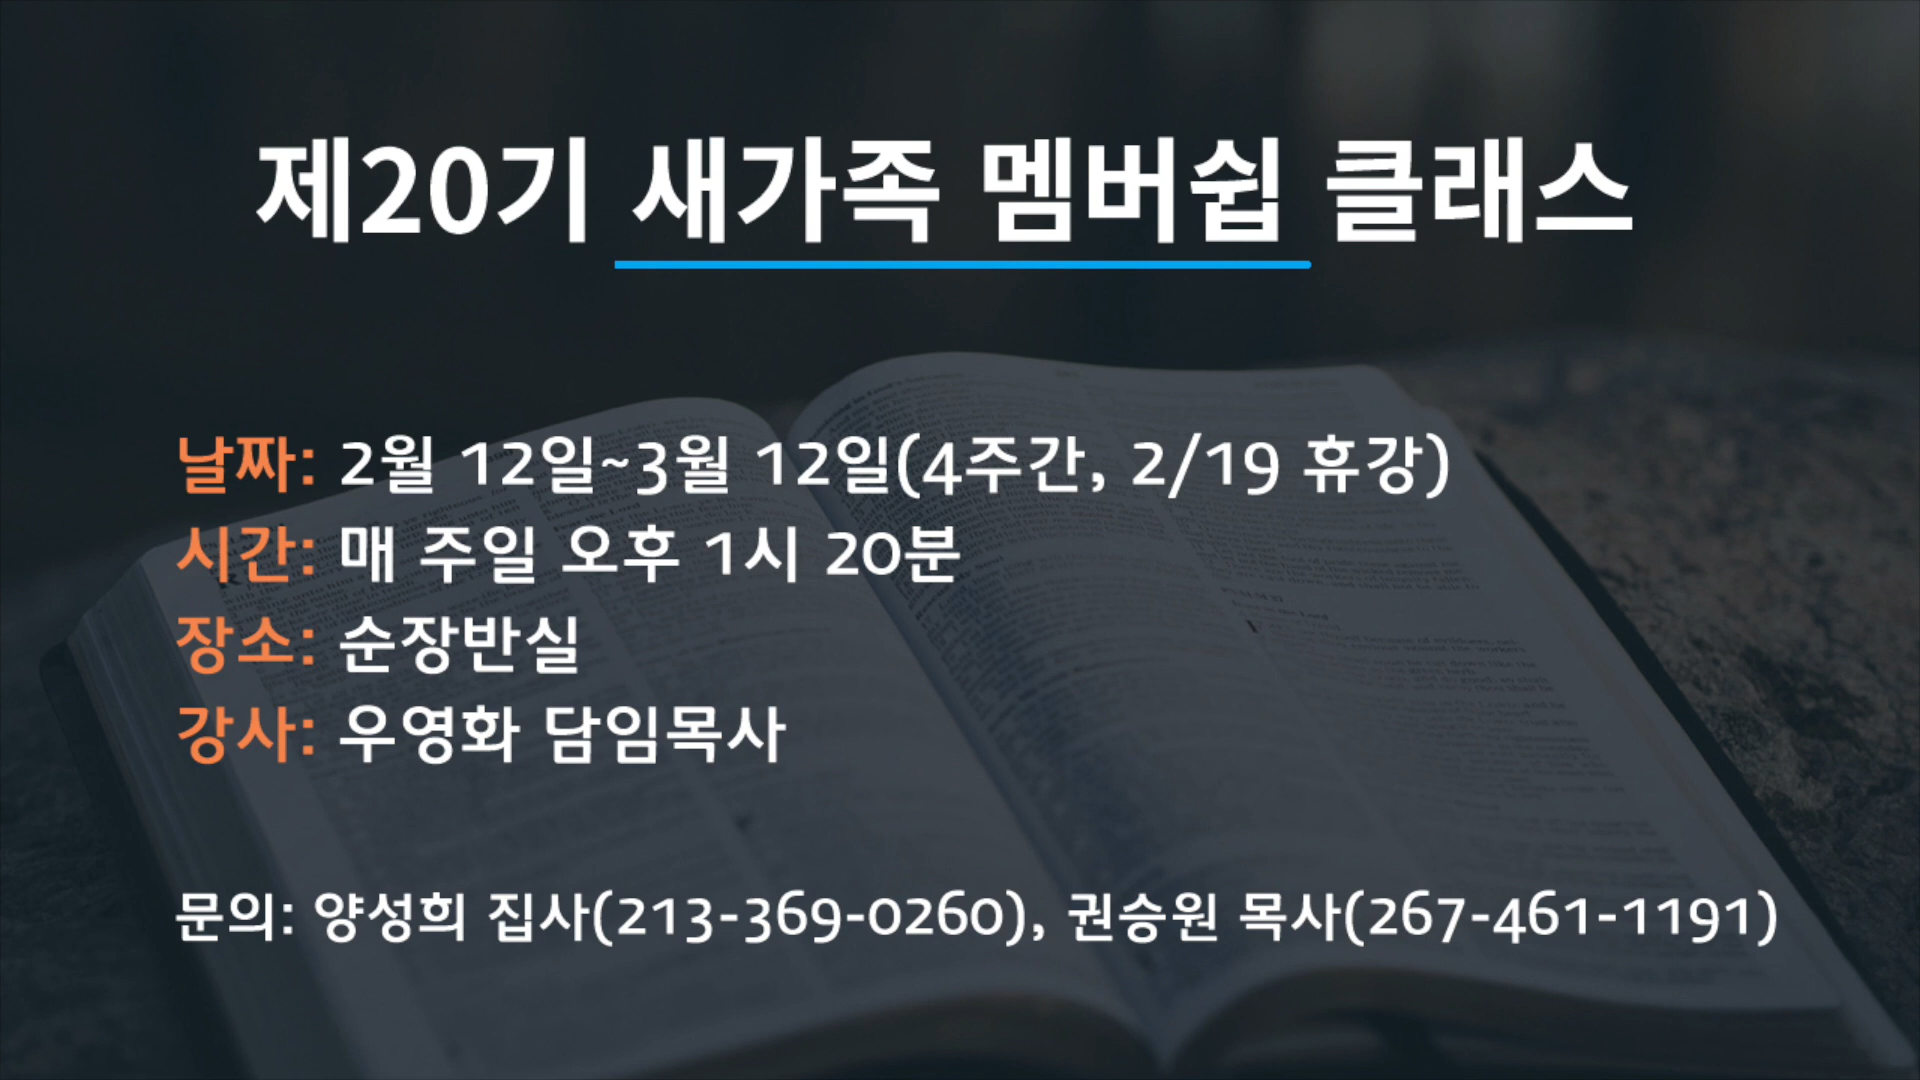 제20기 새가족 멤버쉽 클래스
날짜: 2월 12일~3월 12일(4주간, 2/19 휴강)
시간: 매 주일 오후 1시 20분
장소: 순장반실
강사: 우영화 담임목사
문의: 양성희 집사(213-369-0260), 권승원 목사(267-461-1191)